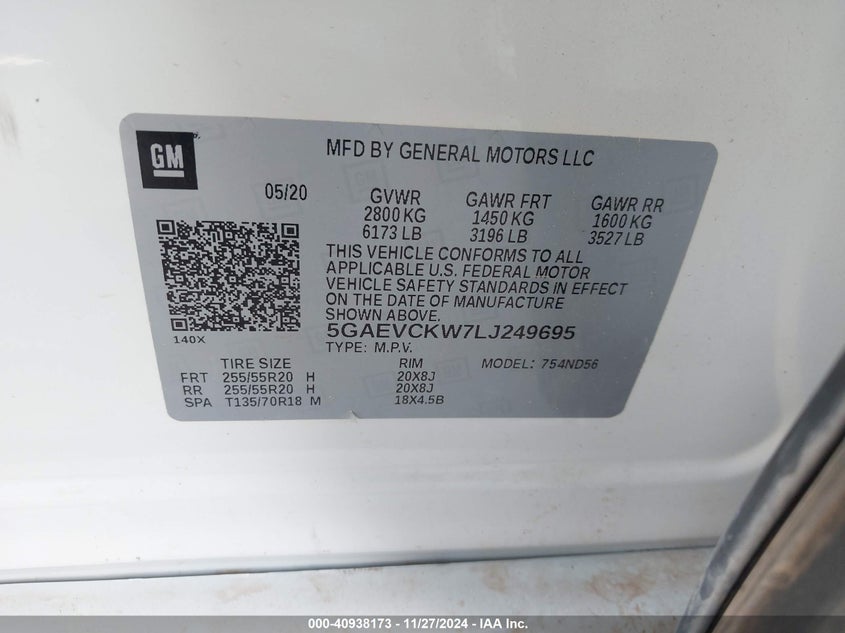 GM
MFD BY GENERAL MOTORS LLC
05/20 GVWR GAWR FRT GAWR RR
2800 KG 1450 KG 1600 KG
6173 LB 3196 LB 3527 LB
THIS VEHICLE CONFORMS TO ALL
APPLICABLE U.S. FEDERAL MOTOR
VEHICLE SAFETY STANDARDS IN EFFECT
ON THE DATE OF MANUFACTURE
SHOWN ABOVE.
5GAEVCKW7LJ249695
140X
TYPE: M.P.V.
TIRE SIZE RIM MODEL: 754ND56
FRT 255/55R20 H 20X8J
RR 255/55R20 H 20X8J
SPA T135/70R18 M 18X4.5B
000-40938173 - 11/27/2024 - IAA Inc.